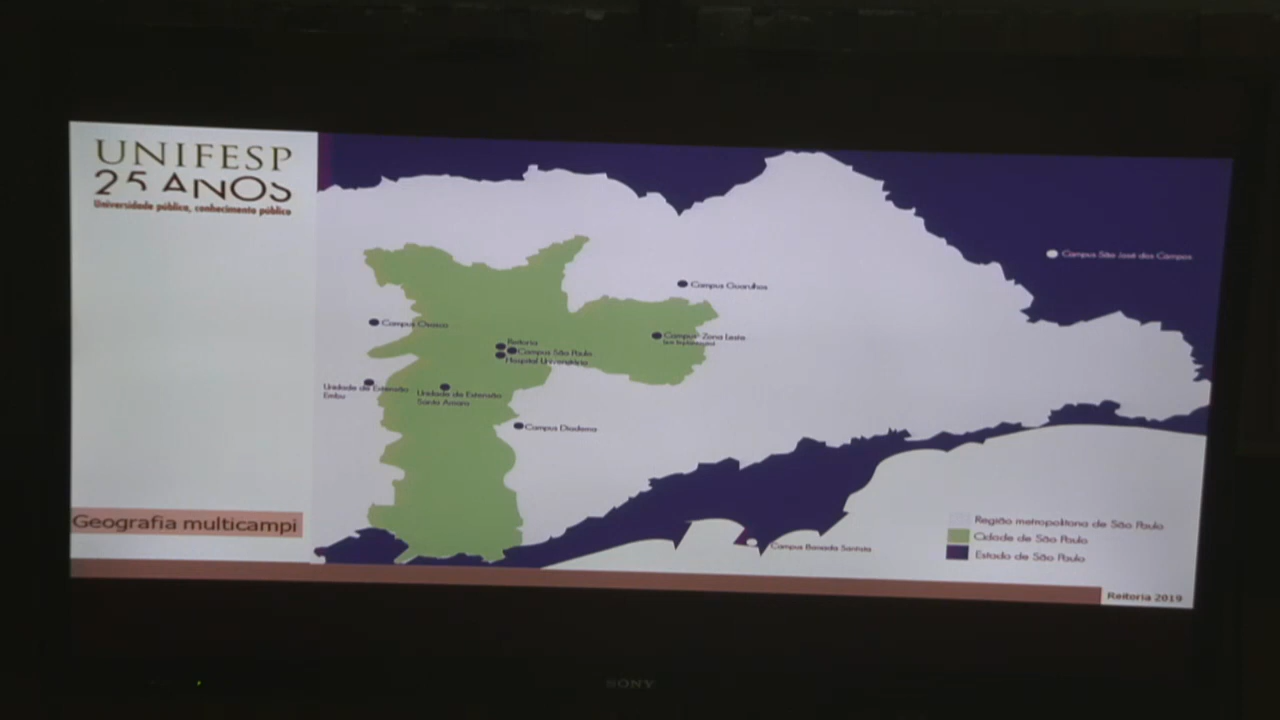 UNIFESP
25 ANOS
Universidade pública, conhecimento público
Campus São José dos Campos
Campus Guarulhos
Campus Osasco
Campus Zona Leste
Reitoria
Campus São Paulo
Hospital Universitário
Unidade de Extensão
Embu
Unidade de Extensão
Santo Amaro
Campus Diadema
Geografia multicampi
Campus Baixada Santista
Região metropolitana de São Paulo
Cidade de São Paulo
Estado de São Paulo
Reitoria 2019
SONY